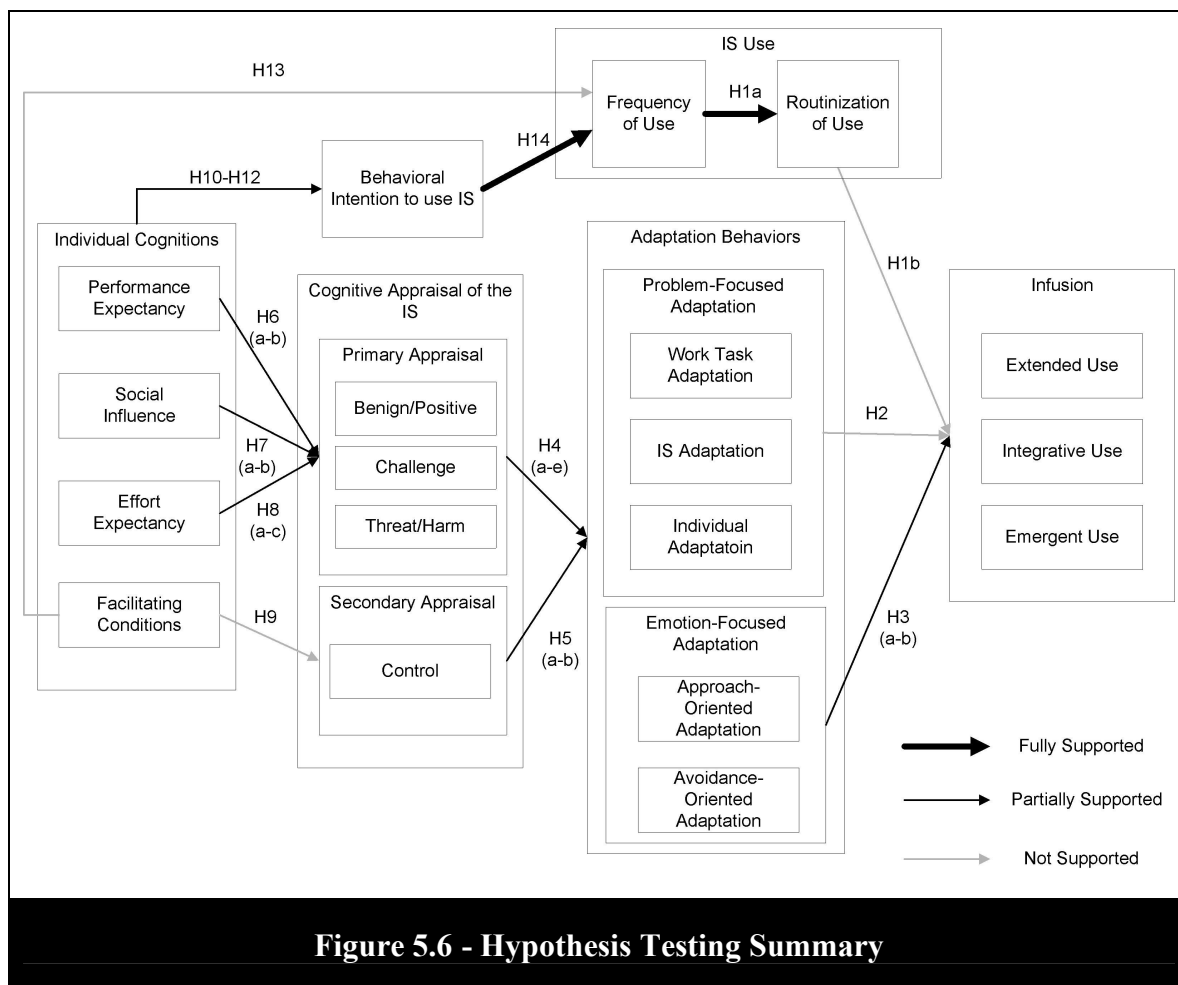 IS Use
H13
Frequency
of Use
H1a
Routinization
of Use
H14
H10-H12
Behavioral
Intention to use IS
Individual Cognitions
Performance
Expectancy
Social
Influence
Effort
Expectancy
Facilitating
Conditions
H6
(a-b)
H7
(a-b)
H8
(a-c)
H9
Cognitive Appraisal of the
IS
Primary Appraisal
Benign/Positive
Challenge
Threat/Harm
Secondary Appraisal
Control
H4
(a-e)
H5
(a-b)
Adaptation Behaviors
Problem-Focused
Adaptation
Work Task
Adaptation
IS Adaptation
Individual
Adaptatoin
Emotion-Focused
Adaptation
Approach-
Oriented
Adaptation
Avoidance-
Oriented
Adaptation
H1b
H2
H3
(a-b)
Infusion
Extended Use
Integrative Use
Emergent Use
Fully Supported
Partially Supported
Not Supported
Figure 5.6 - Hypothesis Testing Summary